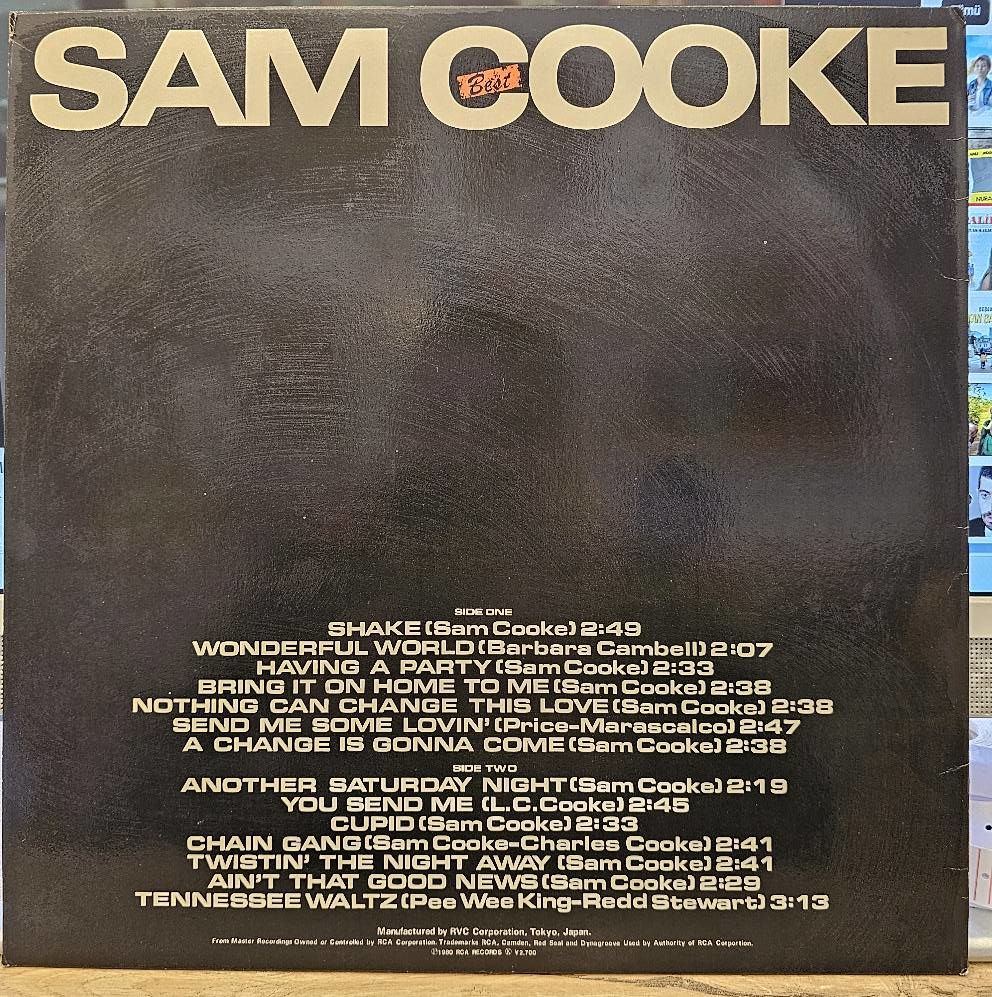 SAM COOKE
Best
SIDE ONE
SHAKE (Sam Cooke) 2:49
WONDERFUL WORLD (Barbara Cambell) 2:07
HAVING A PARTY (Sam Cooke) 2:33
BRING IT ON HOME TO ME (Sam Cooke) 2:38
NOTHING CAN CHANGE THIS LOVE (Sam Cooke) 2:38
SEND ME SOME LOVIN' (Price-Marascalco) 2:47
A CHANGE IS GONNA COME (Sam Cooke) 2:38
SIDE TWO
ANOTHER SATURDAY NIGHT (Sam Cooke) 2:19
YOU SEND ME (L.C.Cooke) 2:45
CUPID (Sam Cooke) 2:33
CHAIN GANG (Sam Cooke-Charles Cooke) 2:41
TWISTIN' THE NIGHT AWAY (Sam Cooke) 2:41
AIN'T THAT GOOD NEWS (Sam Cooke) 2:29
TENNESSEE WALTZ (Pee Wee King-Redd Stewart) 3:13
Manufactured by RVC Corporation, Tokyo, Japan.
From Master Recordings Owned or Controlled by RCA Corporation. Trademarks RCA, Camden, Red Seal and Dynagroove Used by Authority of RCA Corporation.
Ⓟ1980 RCA RECORDS Ⓚ ¥2,700